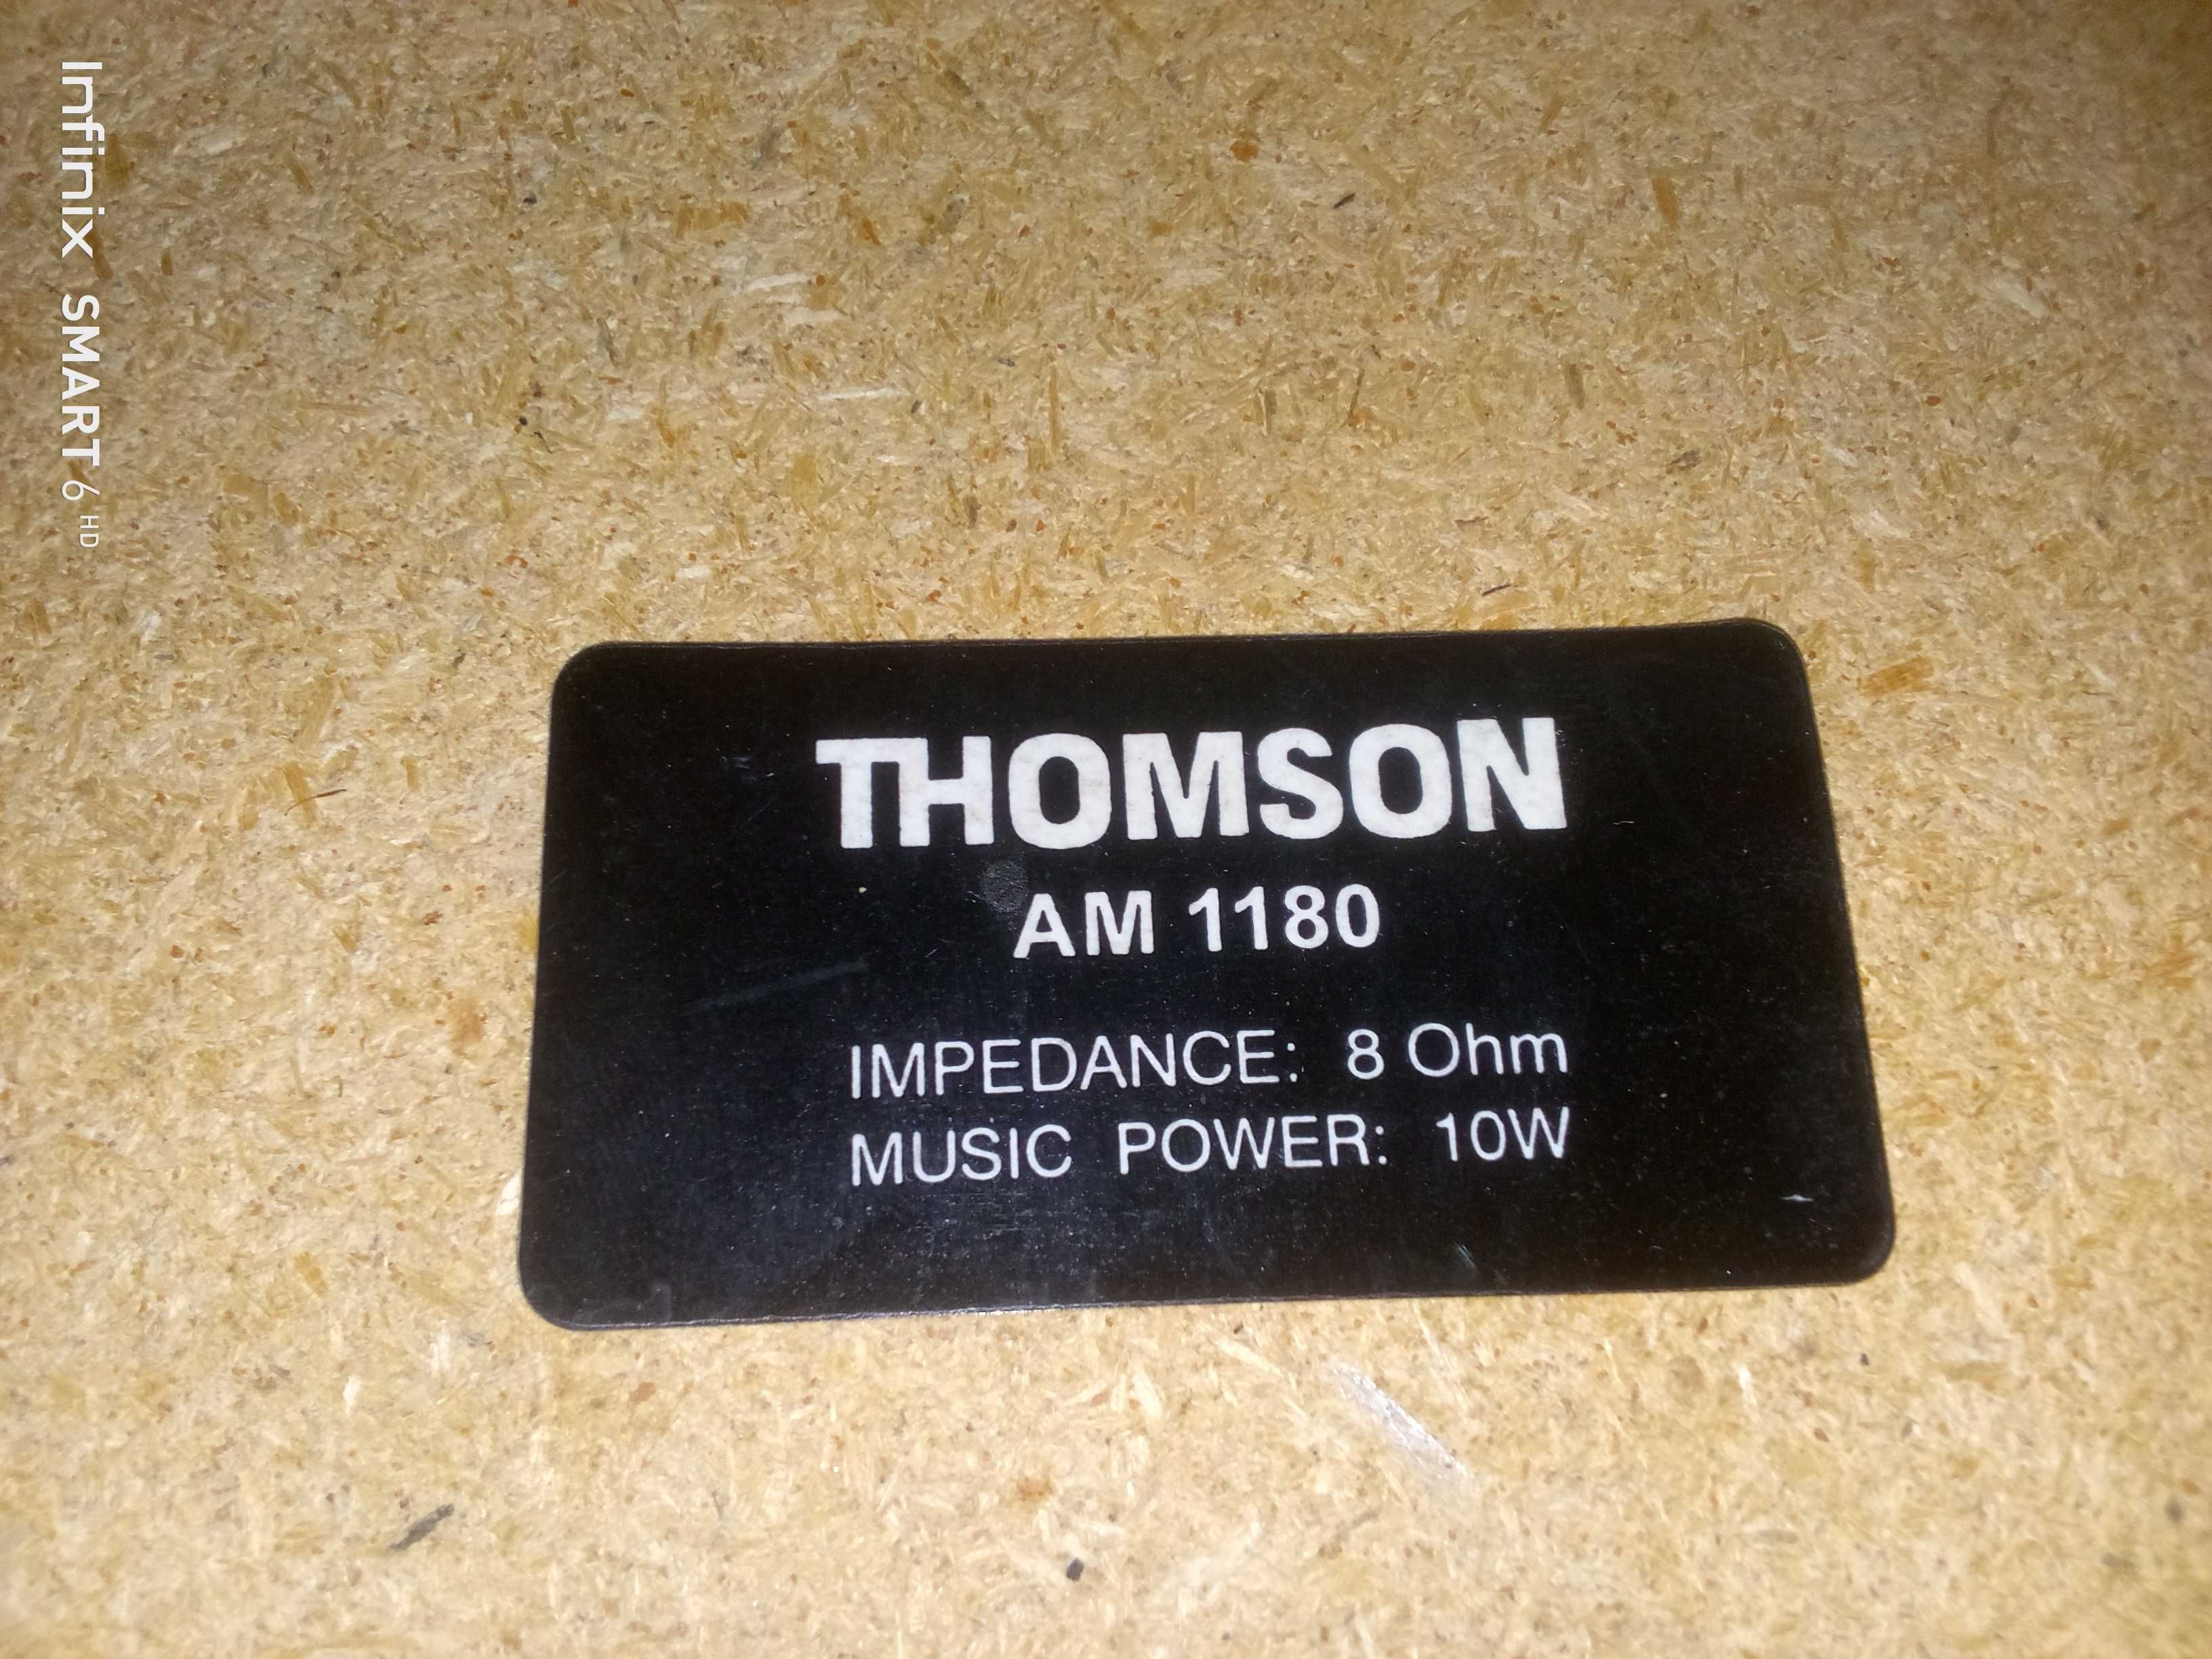 Infinix SMART 6 HD
THOMSON
AM 1180
IMPEDANCE: 8 Ohm
MUSIC POWER: 10W